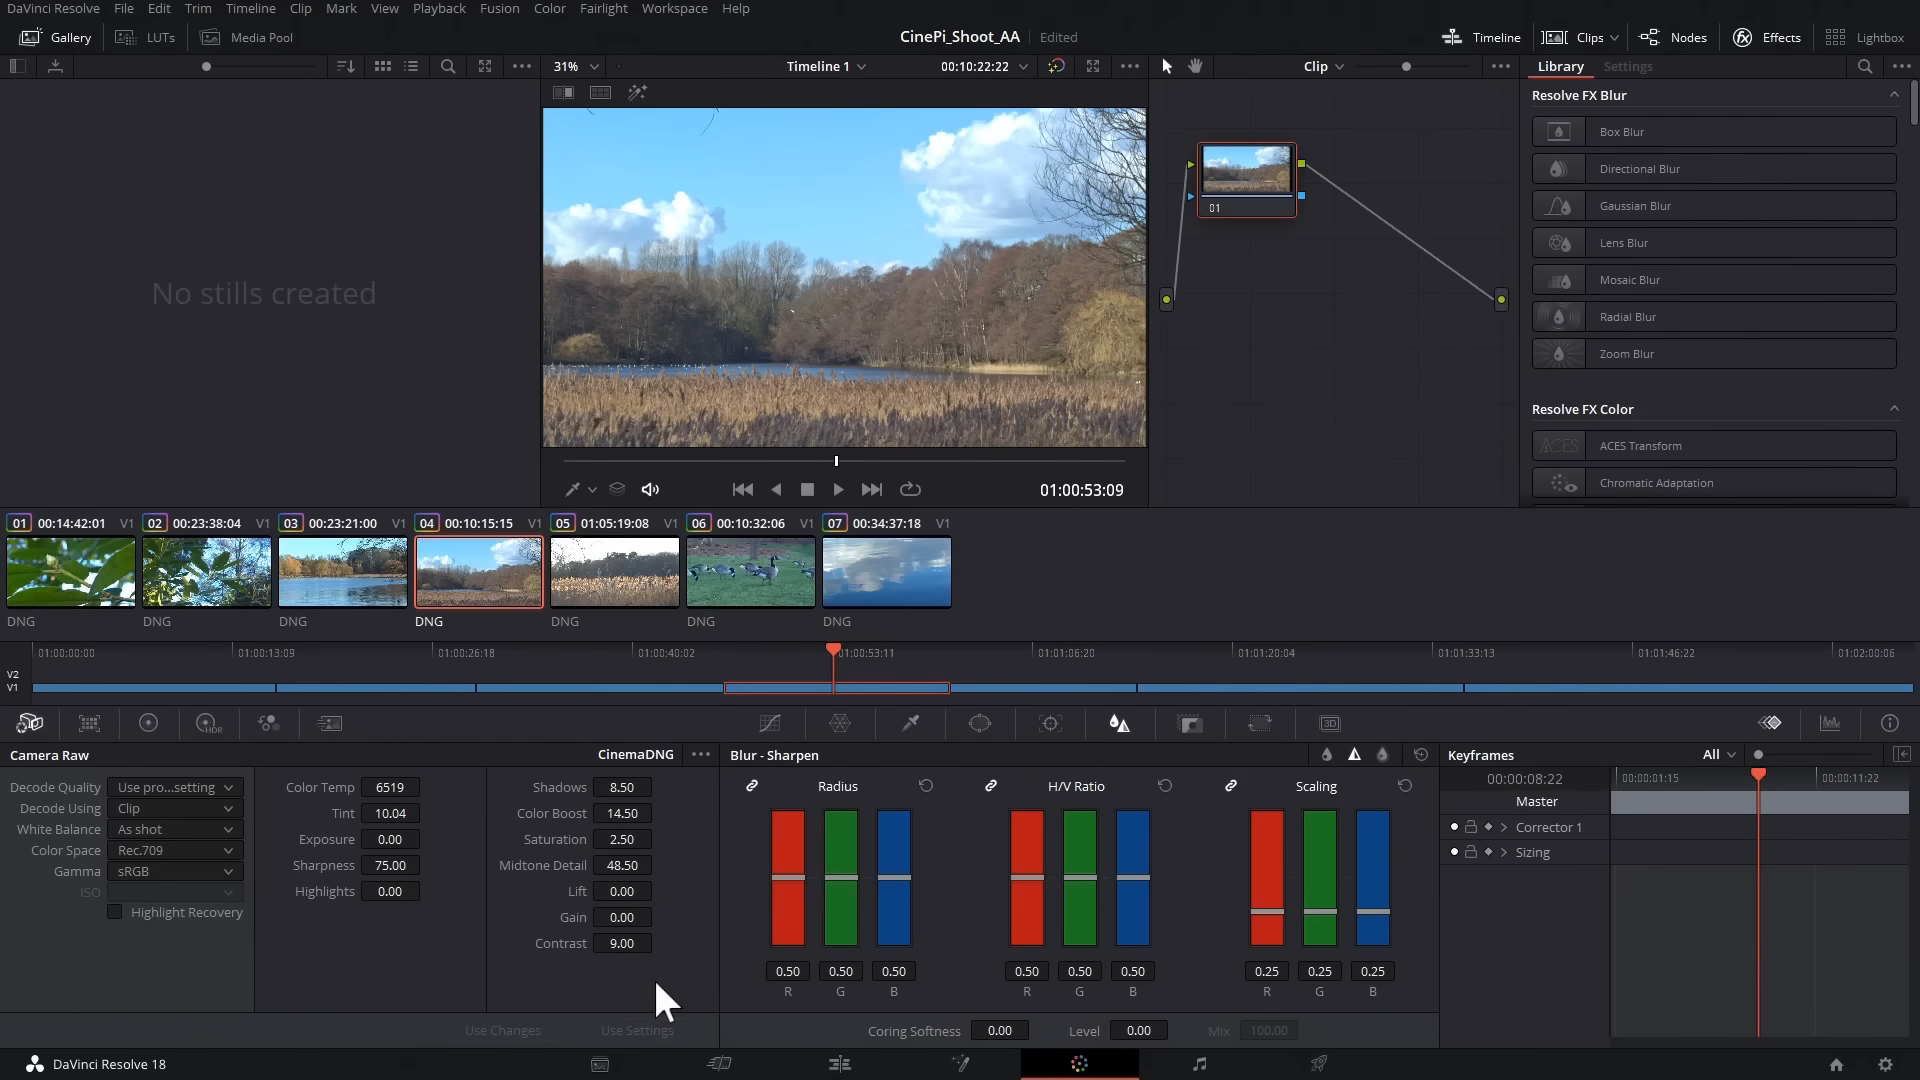 DaVinci Resolve File Edit Trim Timeline Clip Mark View Playback Fusion Color Fairlight Workspace Help
Gallery LUTs Media Pool CinePi_Shoot_AA Edited Timeline Clips Nodes Effects Lightbox
31% Timeline 1 00:10:22:22 Clip Library Settings
Resolve FX Blur
Box Blur
Directional Blur
Gaussian Blur
Lens Blur
Mosaic Blur
Radial Blur
Zoom Blur
Resolve FX Color
ACES ACES Transform
Chromatic Adaptation
No stills created
01
01:00:53:09
01 00:14:42:01 V1 02 00:23:38:04 V1 03 00:23:21:00 V1 04 00:10:15:15 V1 05 01:05:19:08 V1 06 00:10:32:06 V1 07 00:34:37:18 V1
DNG DNG DNG DNG DNG DNG DNG
01:00:00:00 01:00:13:09 01:00:26:18 01:00:40:02 01:00:53:11 01:01:06:20 01:01:20:04 01:01:33:13 01:01:46:22 01:02:00:06
V2
V1
HDR 3D
Camera Raw CinemaDNG
Decode Quality Use pro...setting
Decode Using Clip
White Balance As shot
Color Space Rec.709
Gamma sRGB
ISO
Highlight Recovery
Color Temp 6519
Tint 10.04
Exposure 0.00
Sharpness 75.00
Highlights 0.00
Shadows 8.50
Color Boost 14.50
Saturation 2.50
Midtone Detail 48.50
Lift 0.00
Gain 0.00
Contrast 9.00
Use Changes Use Settings
Blur - Sharpen
Radius H/V Ratio Scaling
0.50 0.50 0.50 0.50 0.50 0.50 0.25 0.25 0.25
R G B R G B R G B
Coring Softness 0.00 Level 0.00 Mix 100.00
Keyframes All
00:00:08:22 00:00:01:15 00:00:11:22
Master
Corrector 1
Sizing
DaVinci Resolve 18